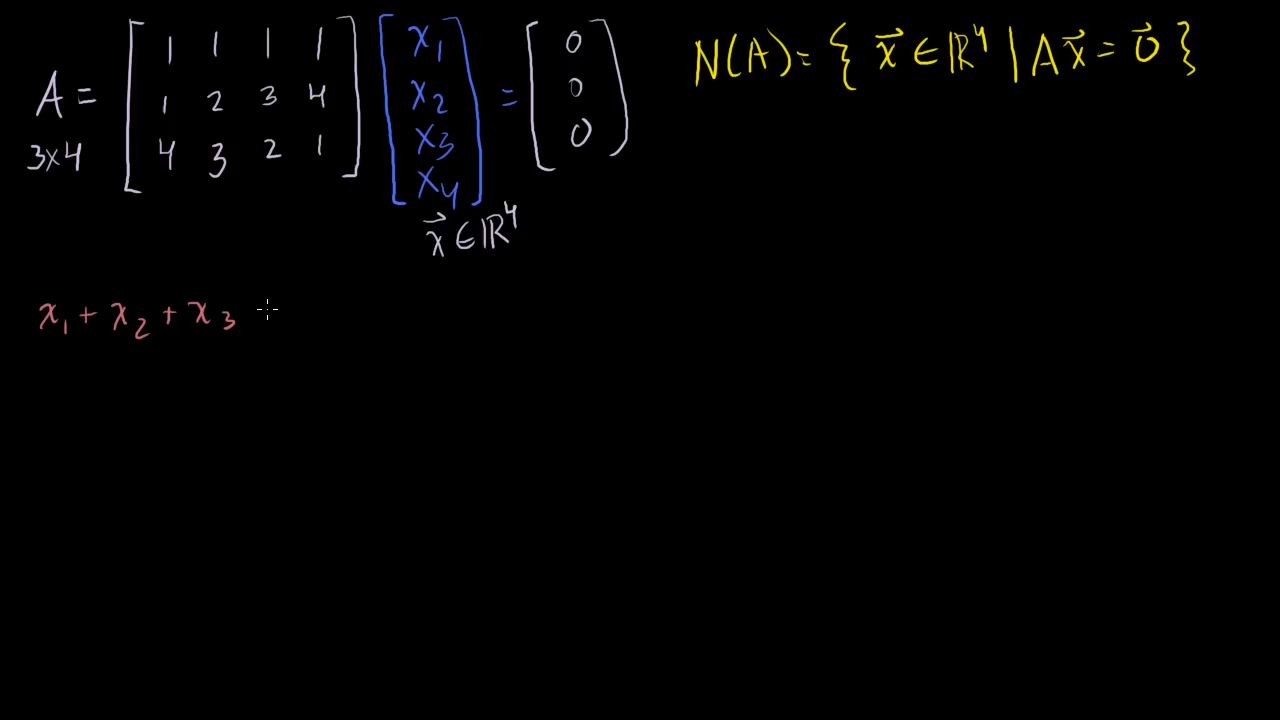 A = [ 1 1 1 1 ] [ x₁ ] = [ 0 ] N(A) = { x⃗ ∈ ℝ⁴ | Ax⃗ = 0⃗ }
1 2 3 4 x₂ 0
3x4 4 3 2 1 x₃ 0
x₄
x⃗ ∈ ℝ⁴
x₁ + x₂ + x₃